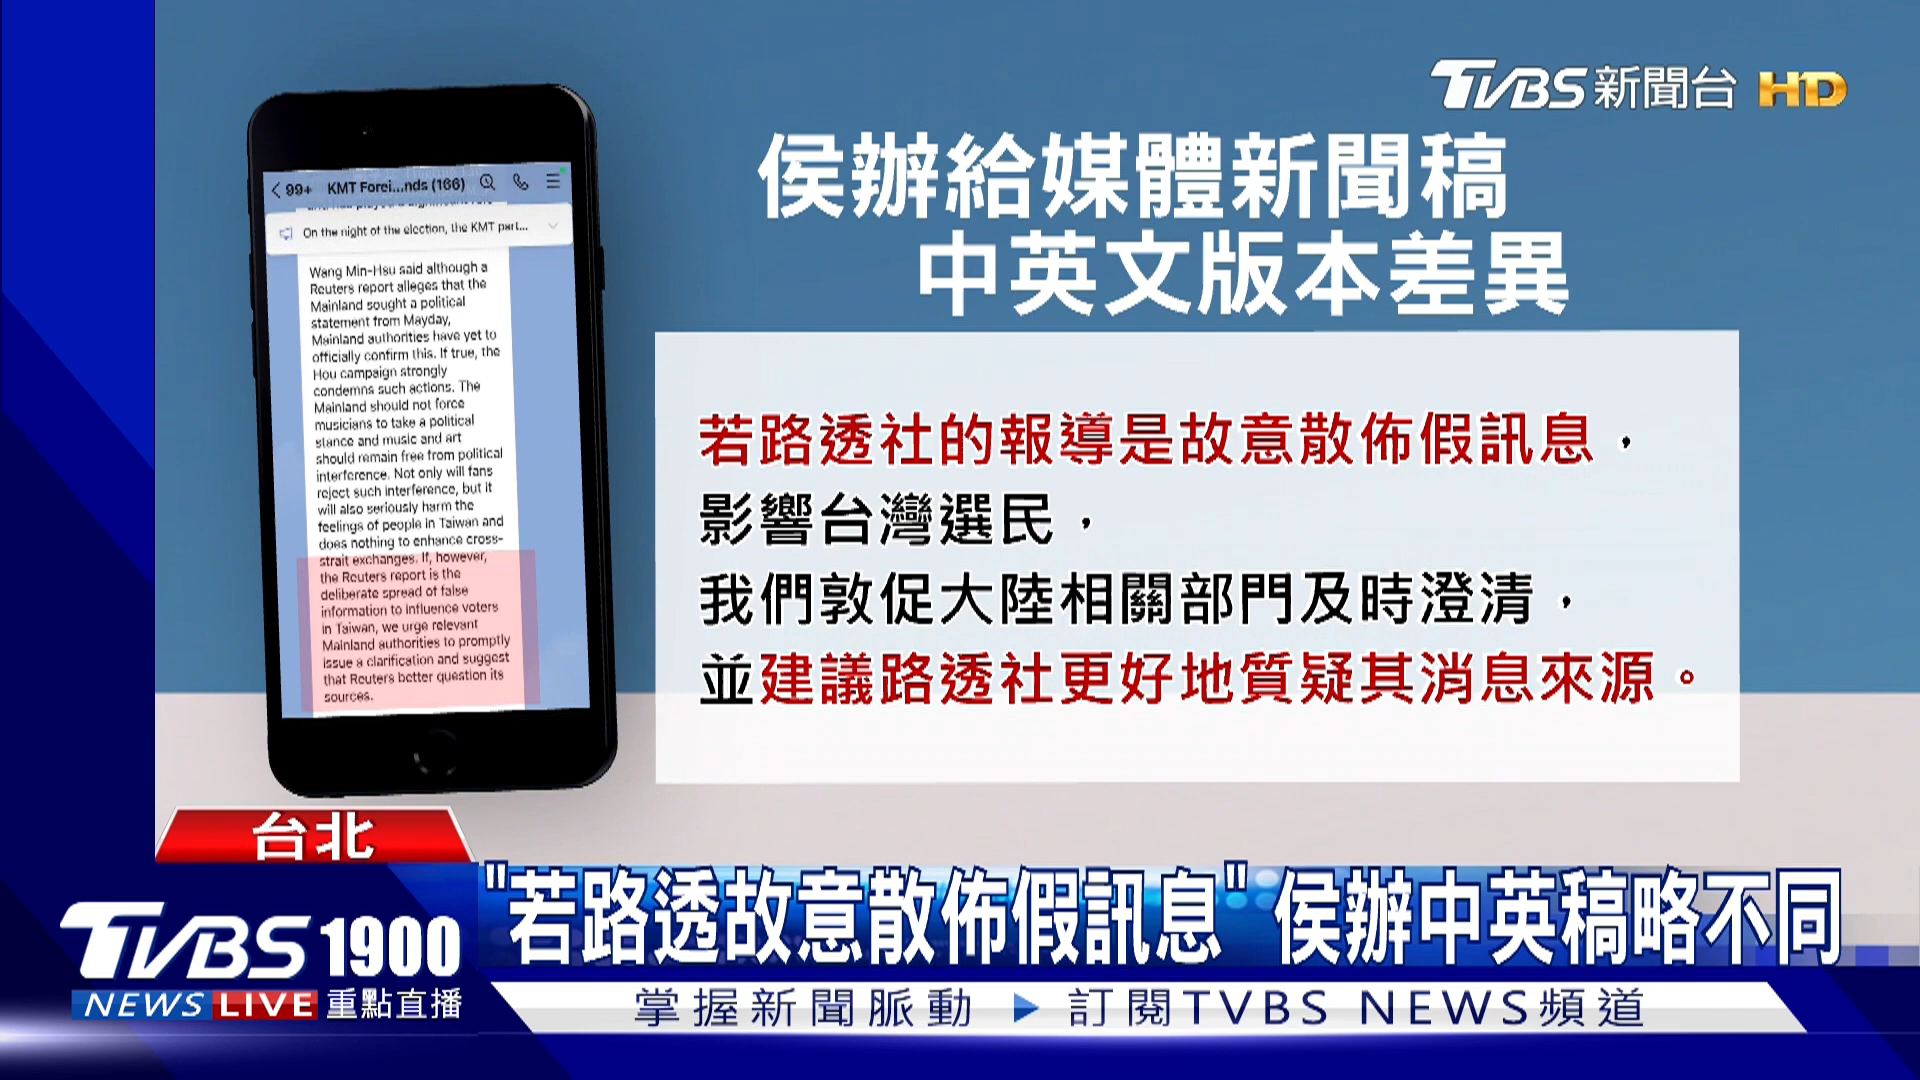 TVBS新聞台 HD
侯辦給媒體新聞稿
中英文版本差異
99+ KMT Forei...nds (166)
On the night of the election, the KMT part...
Wang Min-Hsu said although a
Reuters report alleges that the
Mainland sought a political
statement from Mayday,
Mainland authorities have yet to
officially confirm this. If true, the
Hou campaign strongly
condemns such actions. The
Mainland should not force
musicians to take a political
stance and music and art
should remain free from political
interference. Not only will fans
reject such interference, but it
will also seriously harm the
feelings of people in Taiwan and
does nothing to enhance cross-
strait exchanges. If, however,
the Reuters report is the
deliberate spread of false
information to influence voters
in Taiwan, we urge relevant
Mainland authorities to promptly
issue a clarification and suggest
that Reuters better question its
sources.
若路透社的報導是故意散佈假訊息，
影響台灣選民，
我們敦促大陸相關部門及時澄清，
並建議路透社更好地質疑其消息來源。
台北
"若路透故意散佈假訊息" 侯辦中英稿略不同
TVBS 1900
NEWS LIVE 重點直播
掌握新聞脈動 ▶ 訂閱TVBS NEWS頻道